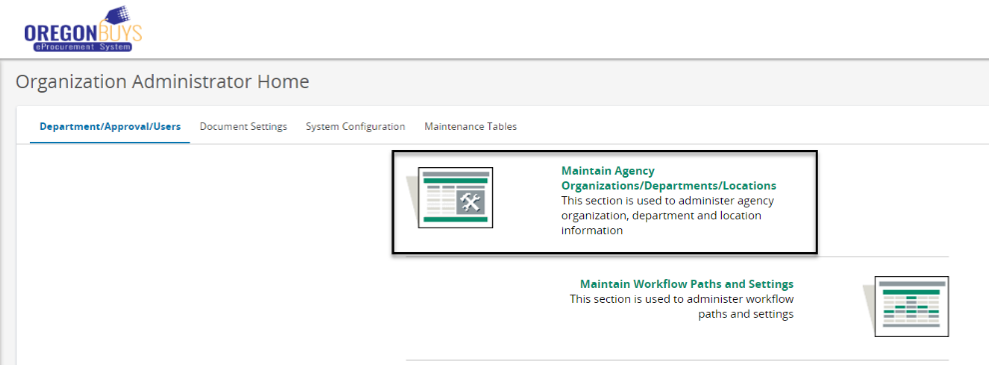 OREGONBUYS
eProcurement System
Organization Administrator Home
Department/Approval/Users Document Settings System Configuration Maintenance Tables
Maintain Agency
Organizations/Departments/Locations
This section is used to administer agency
organization, department and location
information
Maintain Workflow Paths and Settings
This section is used to administer workflow
paths and settings